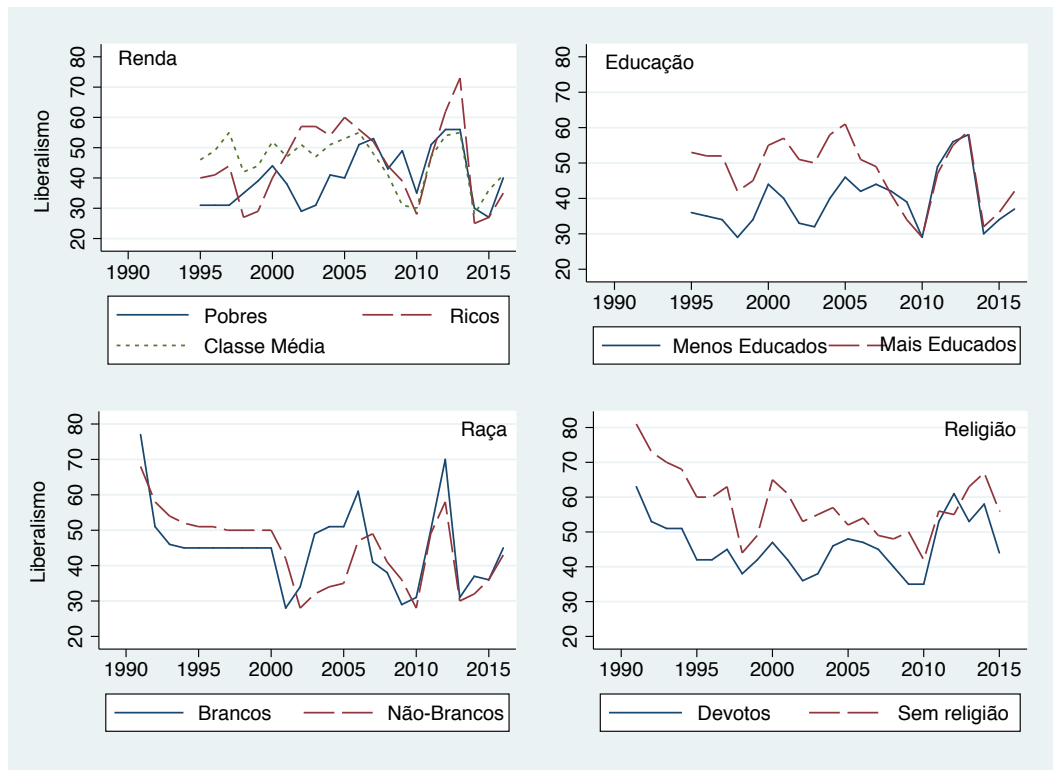 Renda
Liberalismo
20 30 40 50 60 70 80
1990 1995 2000 2005 2010 2015
Pobres Ricos
Classe Média
Educação
20 30 40 50 60 70 80
1990 1995 2000 2005 2010 2015
Menos Educados Mais Educados
Raça
Liberalismo
20 30 40 50 60 70 80
1990 1995 2000 2005 2010 2015
Brancos Não-Brancos
Religião
20 30 40 50 60 70 80
1990 1995 2000 2005 2010 2015
Devotos Sem religião